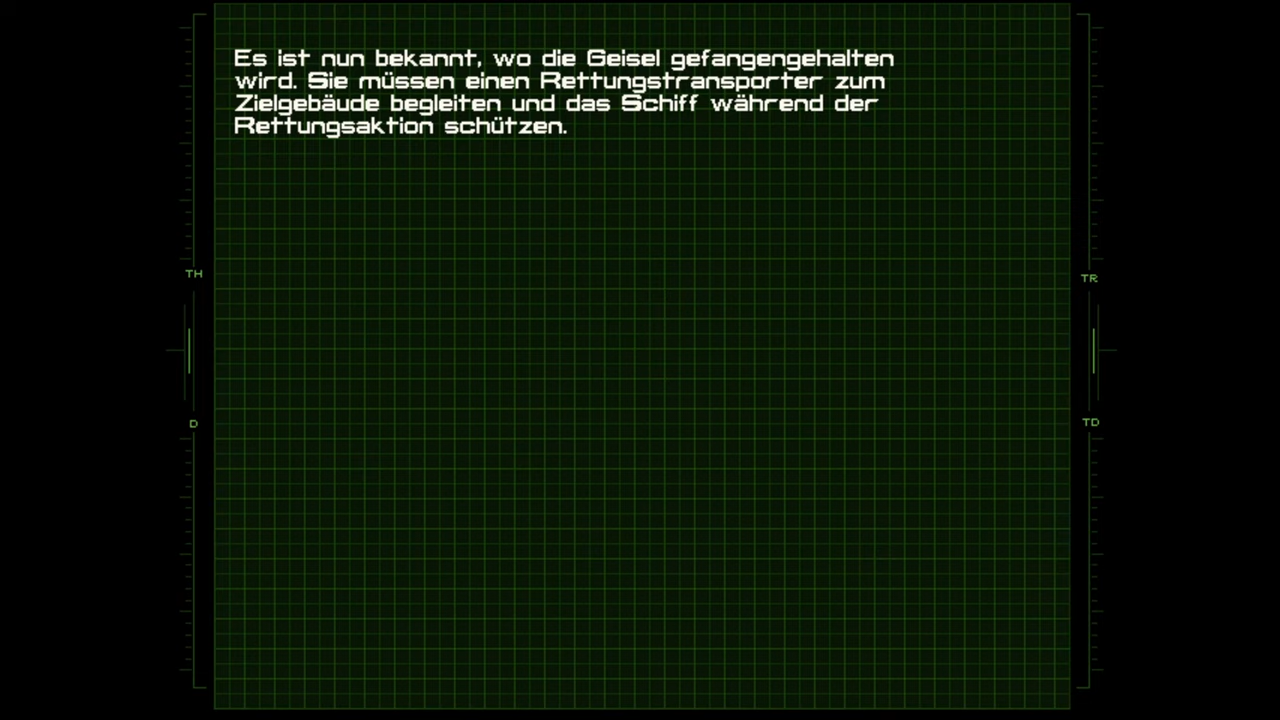 Es ist nun bekannt, wo die Geisel gefangengehalten
wird. Sie müssen einen Rettungstransporter zum
Zielgebäude begleiten und das Schiff während der
Rettungsaktion schützen.
TH
TR
D
TD